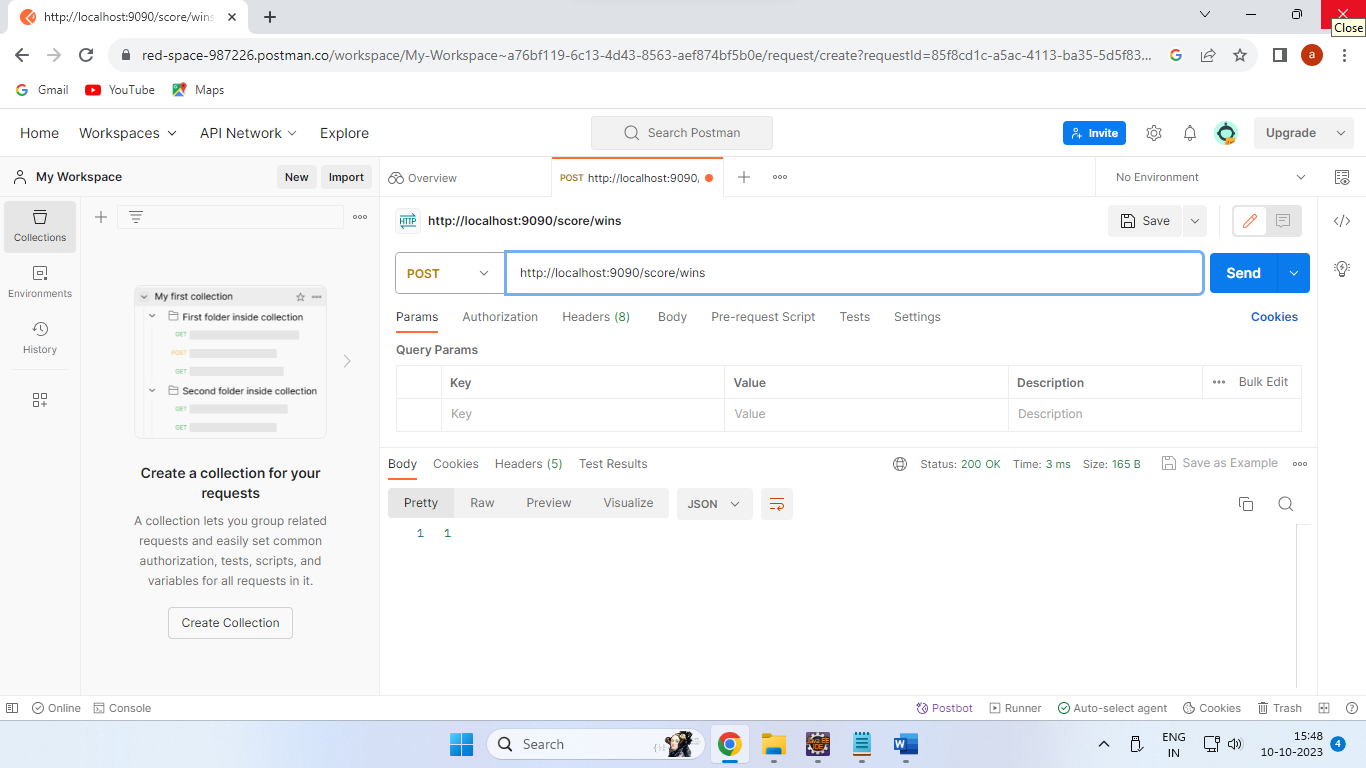 http://localhost:9090/score/wins
Close
red-space-987226.postman.co/workspace/My-Workspace~a76bf119-6c13-4d43-8563-aef874bf5b0e/request/create?requestId=85f8cd1c-a5ac-4113-ba35-5d5f83...
a
Gmail YouTube Maps
Home Workspaces API Network Explore Search Postman Invite Upgrade
My Workspace New Import Overview POST http://localhost:9090, No Environment
Collections
Environments
History
HTTP http://localhost:9090/score/wins Save
POST http://localhost:9090/score/wins Send
Params Authorization Headers (8) Body Pre-request Script Tests Settings Cookies
Query Params
Key Value Description Bulk Edit
Key Value Description
My first collection
First folder inside collection
GET
POST
GET
Second folder inside collection
GET
GET
Create a collection for your
requests
A collection lets you group related
requests and easily set common
authorization, tests, scripts, and
variables for all requests in it.
Create Collection
Body Cookies Headers (5) Test Results Status: 200 OK Time: 3 ms Size: 165 B Save as Example
Pretty Raw Preview Visualize JSON
1 1
Online Console Postbot Runner Auto-select agent Cookies Trash
Search
ENG
IN
15:48
10-10-2023
4